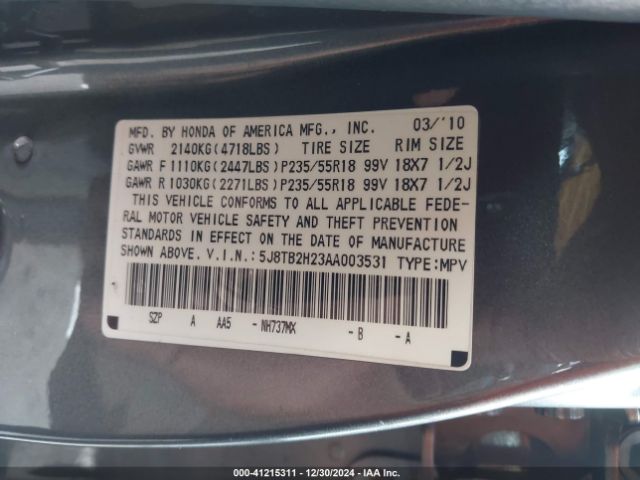 MFD. BY HONDA OF AMERICA MFG., INC. 03/'10
GVWR 2140KG(4718LBS) TIRE SIZE RIM SIZE
GAWR F 1110KG(2447LBS) P235/55R18 99V 18X7 1/2J
GAWR R 1030KG(2271LBS) P235/55R18 99V 18X7 1/2J
THIS VEHICLE CONFORMS TO ALL APPLICABLE FEDE-
RAL MOTOR VEHICLE SAFETY AND THEFT PREVENTION
STANDARDS IN EFFECT ON THE DATE OF MANUFACTURE
SHOWN ABOVE. V.I.N.:5J8TB2H23AA003531 TYPE:MPV
SZP A AA5 - NH737MX - B - A
000-41215311 - 12/30/2024 - IAA Inc.